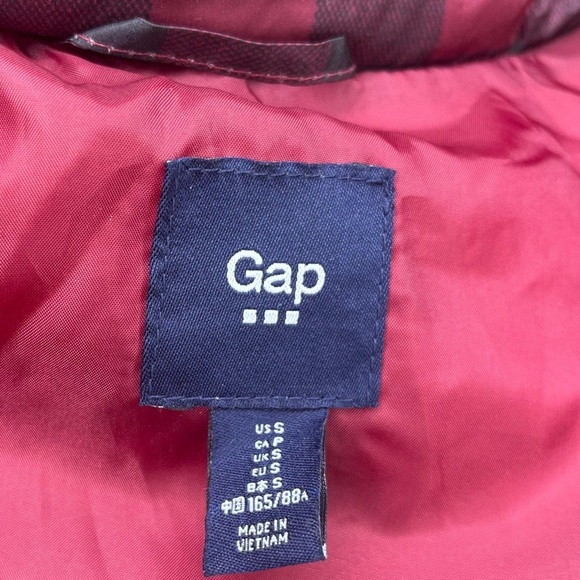 Gap
US S
CA P
UK S
EU S
日本 S
中国 165/88A
MADE IN
VIETNAM